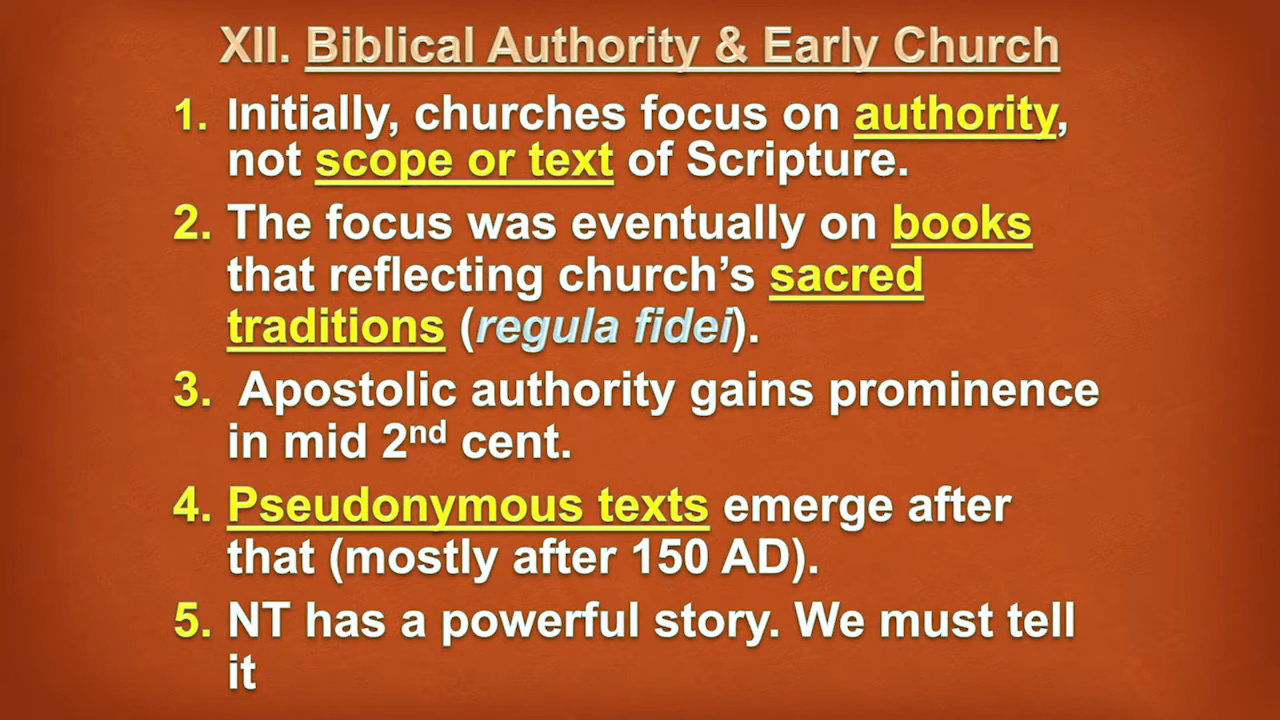 XII. Biblical Authority & Early Church
1. Initially, churches focus on authority,
not scope or text of Scripture.
2. The focus was eventually on books
that reflecting church’s sacred
traditions (regula fidei).
3. Apostolic authority gains prominence
in mid 2nd cent.
4. Pseudonymous texts emerge after
that (mostly after 150 AD).
5. NT has a powerful story. We must tell
it